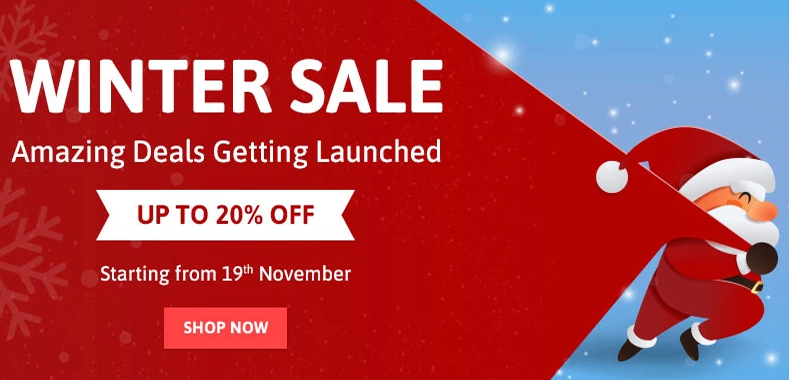 WINTER SALE
Amazing Deals Getting Launched
UP TO 20% OFF
Starting from 19th November
SHOP NOW